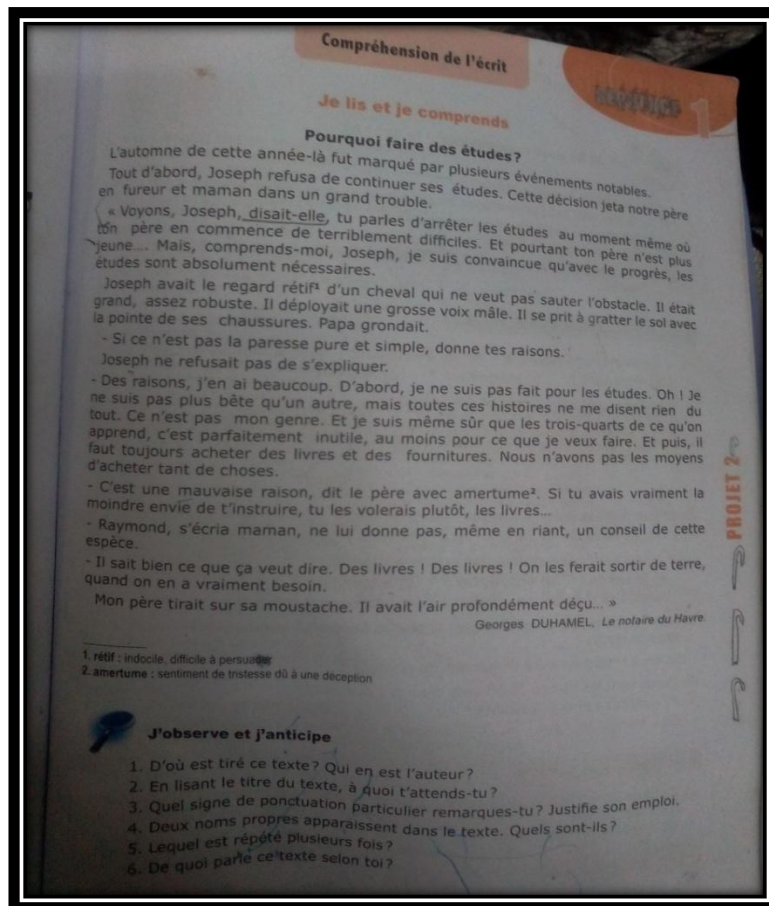 Compréhension de l'écrit
1
Je lis et je comprends
Pourquoi faire des études?
L'automne de cette année-là fut marqué par plusieurs événements notables.
Tout d'abord, Joseph refusa de continuer ses études. Cette décision jeta notre père
en fureur et maman dans un grand trouble.
« Voyons, Joseph, disait-elle, tu parles d'arrêter les études au moment même où
ton père en commence de terriblement difficiles. Et pourtant ton père n'est plus
jeune.... Mais, comprends-moi, Joseph, je suis convaincue qu'avec le progrès, les
études sont absolument nécessaires.
Joseph avait le regard rétif¹ d'un cheval qui ne veut pas sauter l'obstacle. Il était
grand, assez robuste. Il déployait une grosse voix mâle. Il se prit à gratter le sol avec
la pointe de ses chaussures. Papa grondait.
- Si ce n'est pas la paresse pure et simple, donne tes raisons.
Joseph ne refusait pas de s'expliquer.
- Des raisons, j'en ai beaucoup. D'abord, je ne suis pas fait pour les études. Oh ! Je
ne suis pas plus bête qu'un autre, mais toutes ces histoires ne me disent rien du
tout. Ce n'est pas mon genre. Et je suis même sûr que les trois-quarts de ce qu'on
apprend, c'est parfaitement inutile, au moins pour ce que je veux faire. Et puis, il
faut toujours acheter des livres et des fournitures. Nous n'avons pas les moyens
d'acheter tant de choses.
- C'est une mauvaise raison, dit le père avec amertume². Si tu avais vraiment la
moindre envie de t'instruire, tu les volerais plutôt, les livres...
- Raymond, s'écria maman, ne lui donne pas, même en riant, un conseil de cette
espèce.
- Il sait bien ce que ça veut dire. Des livres ! Des livres ! On les ferait sortir de terre,
quand on en a vraiment besoin.
Mon père tirait sur sa moustache. Il avait l'air profondément déçu... »
Georges DUHAMEL, Le notaire du Havre.
1. rétif : indocile, difficile à persuader
2. amertume : sentiment de tristesse dû à une déception
PROJET 2
J'observe et j'anticipe
1. D'où est tiré ce texte? Qui en est l'auteur?
2. En lisant le titre du texte, à quoi t'attends-tu?
3. Quel signe de ponctuation particulier remarques-tu? Justifie son emploi.
4. Deux noms propres apparaissent dans le texte. Quels sont-ils?
5. Lequel est répété plusieurs fois?
6. De quoi parle ce texte selon toi?